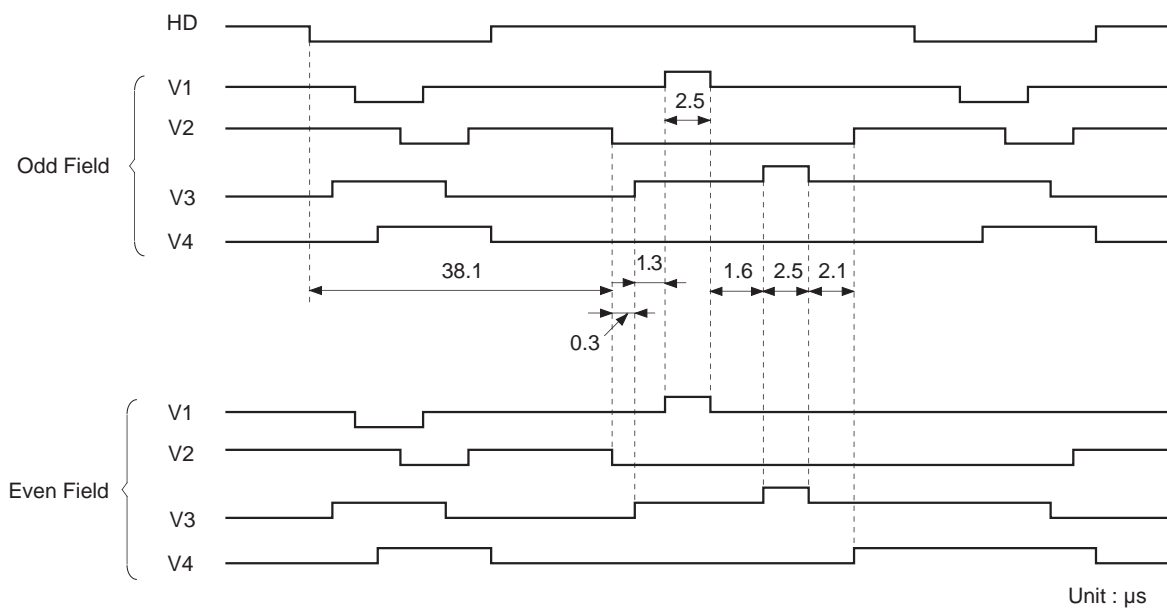 HD
V1
2.5
V2
Odd Field
V3
V4
38.1
1.3
1.6
2.5
2.1
0.3
V1
V2
Even Field
V3
V4
Unit : µs